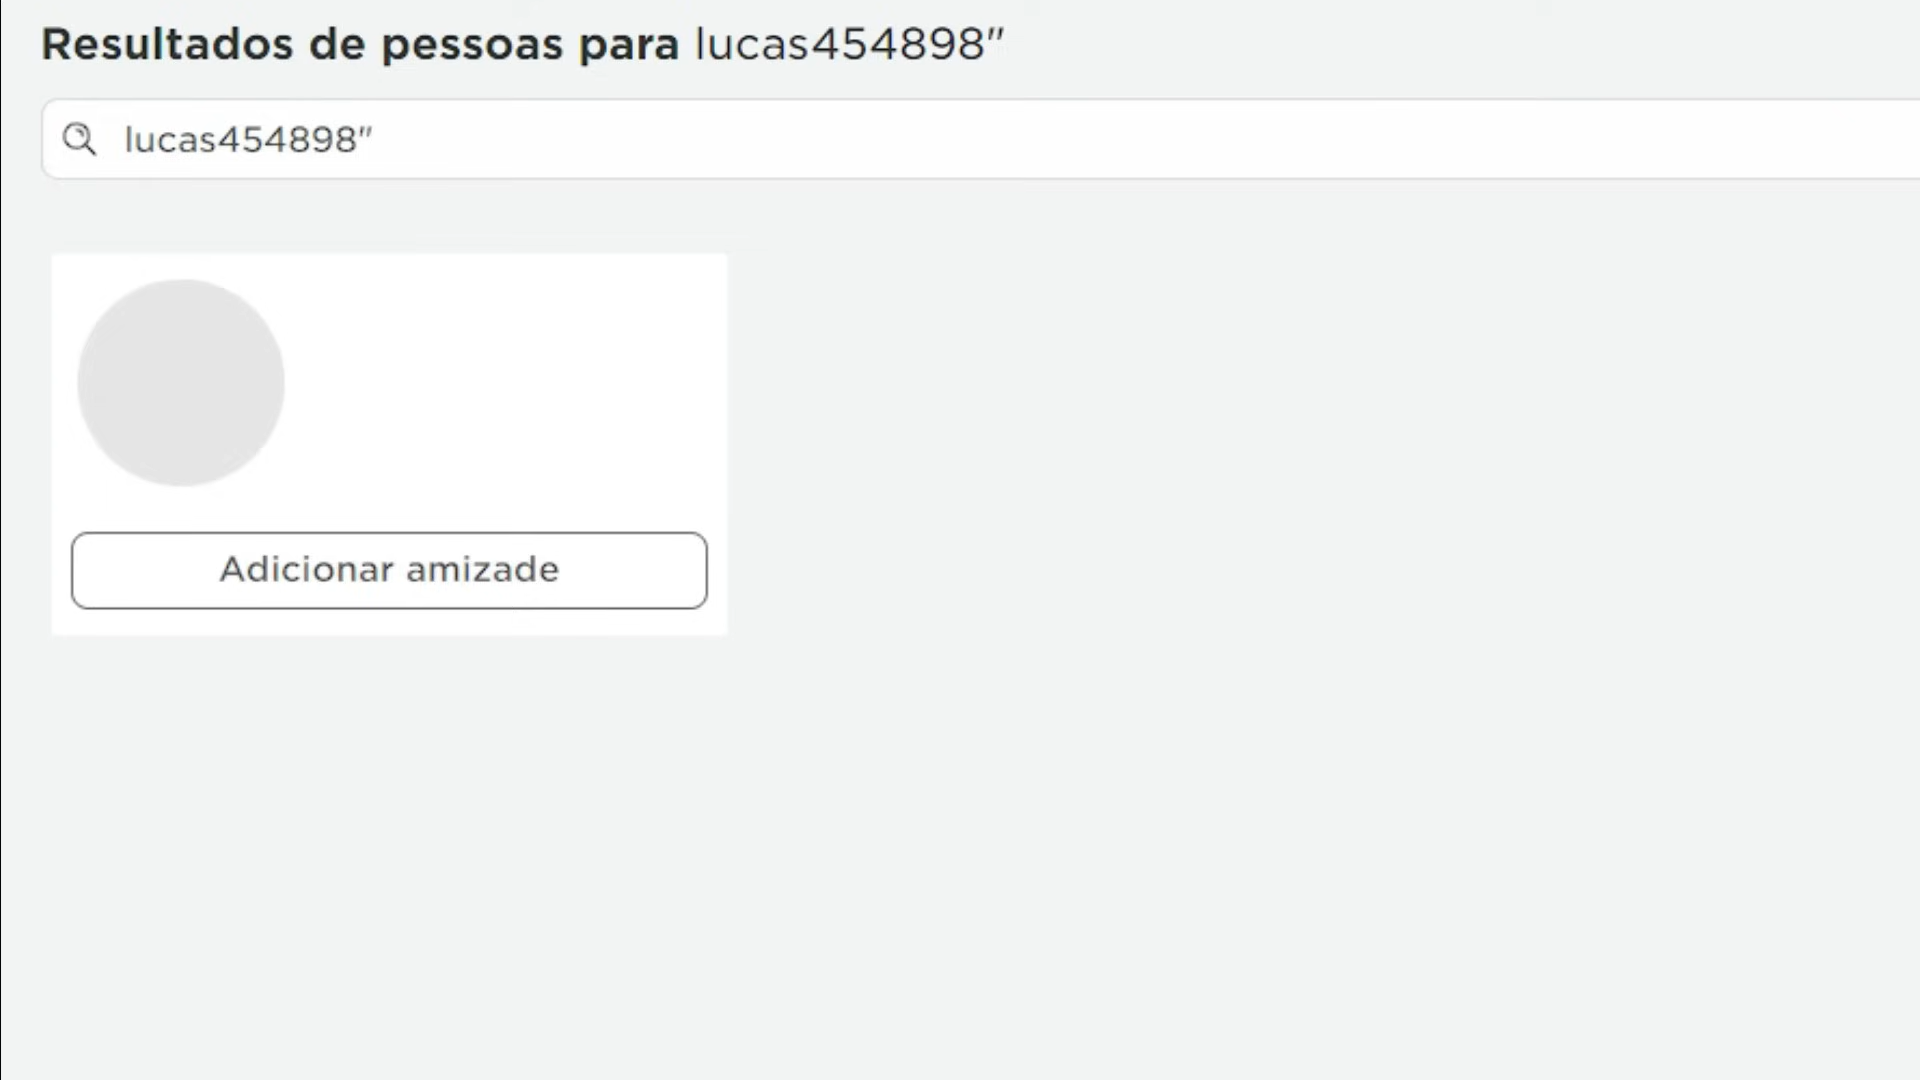 Resultados de pessoas para lucas454898"
lucas454898"
Adicionar amizade